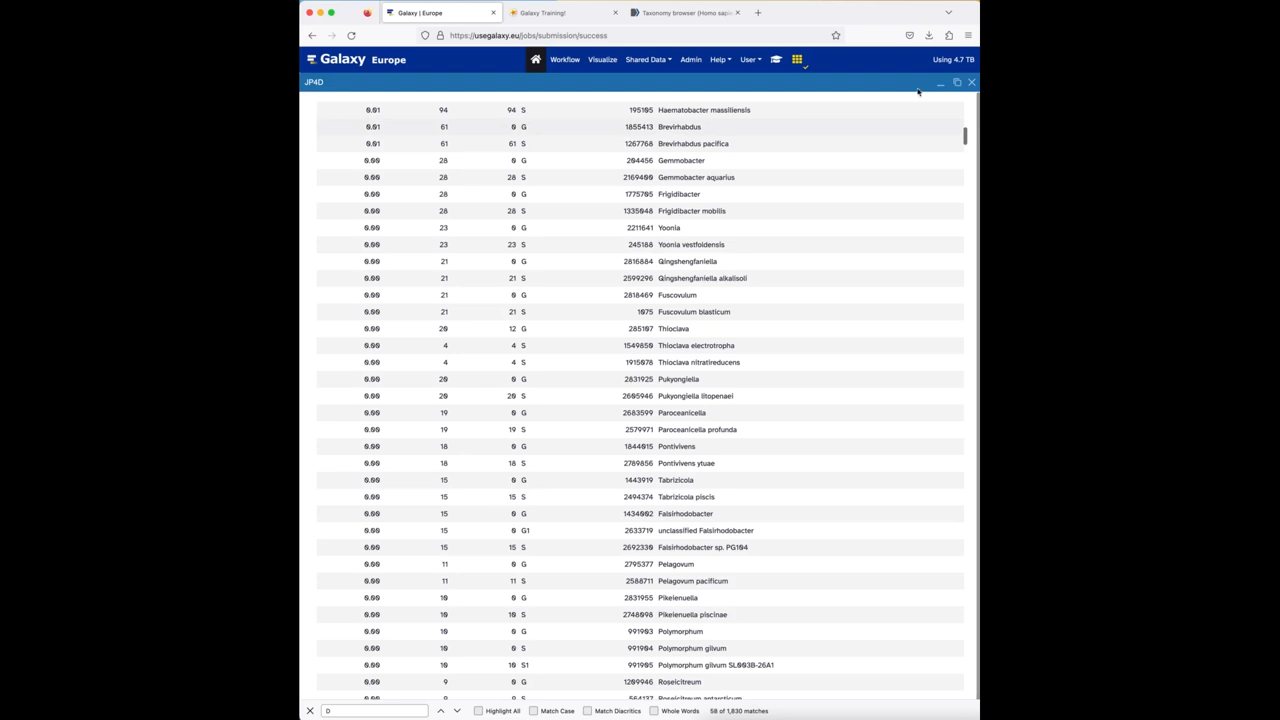 Galaxy | Europe
Galaxy Training!
Taxonomy browser (Homo sapie
https://usegalaxy.eu/jobs/submission/success
Galaxy Europe
Workflow Visualize Shared Data Admin Help User Using 4.7 TB
JP4D
0.01 94 94 S 195105 Haematobacter massiliensis
0.01 61 0 G 1855413 Brevirhabdus
0.01 61 61 S 1267768 Brevirhabdus pacifica
0.00 28 0 G 204456 Gemmobacter
0.00 28 28 S 2169400 Gemmobacter aquarius
0.00 28 0 G 1775705 Frigidibacter
0.00 28 28 S 1335048 Frigidibacter mobilis
0.00 23 0 G 2211641 Yoonia
0.00 23 23 S 245188 Yoonia vestfoldensis
0.00 21 0 G 2816884 Qingshengfaniella
0.00 21 21 S 2599296 Qingshengfaniella alkalisoli
0.00 21 0 G 2818469 Fuscovulum
0.00 21 21 S 1075 Fuscovulum blasticum
0.00 20 12 G 285107 Thioclava
0.00 4 4 S 1549850 Thioclava electrotropha
0.00 4 4 S 1915078 Thioclava nitratireducens
0.00 20 0 G 2831925 Pukyongiella
0.00 20 20 S 2605946 Pukyongiella litopenaei
0.00 19 0 G 2683599 Paroceanicella
0.00 19 19 S 2579971 Paroceanicella profunda
0.00 18 0 G 1844015 Pontivivens
0.00 18 18 S 2789856 Pontivivens ytuae
0.00 15 0 G 1443919 Tabrizicola
0.00 15 15 S 2494374 Tabrizicola piscis
0.00 15 0 G 1434002 Falsirhodobacter
0.00 15 0 G1 2633719 unclassified Falsirhodobacter
0.00 15 15 S 2692330 Falsirhodobacter sp. PG104
0.00 11 0 G 2795377 Pelagovum
0.00 11 11 S 2588711 Pelagovum pacificum
0.00 10 0 G 2831955 Pikeienuella
0.00 10 10 S 2748098 Pikeienuella piscinae
0.00 10 0 G 991903 Polymorphum
0.00 10 0 S 991904 Polymorphum gilvum
0.00 10 10 S1 991905 Polymorphum gilvum SL003B-26A1
0.00 9 0 G 1209946 Roseicitreum
0.00 9 9 S 564137 Roseicitreum antarcticum
D Highlight All Match Case Match Diacritics Whole Words 58 of 1,830 matches